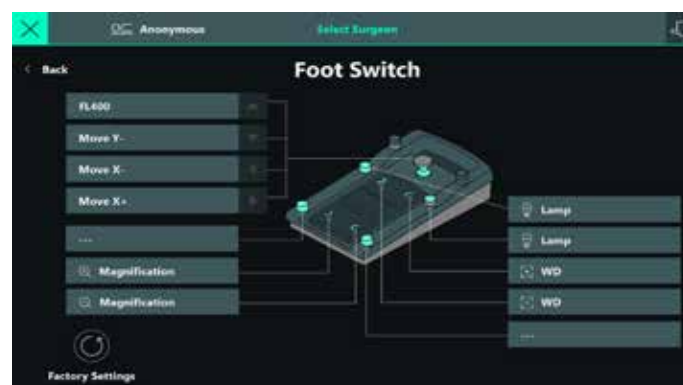 Anonymous
Select Surgeon
Back
Foot Switch
FL400
Move Y-
Move X-
Move X+
---
Magnification
Magnification
Lamp
Lamp
WD
WD
---
Factory Settings